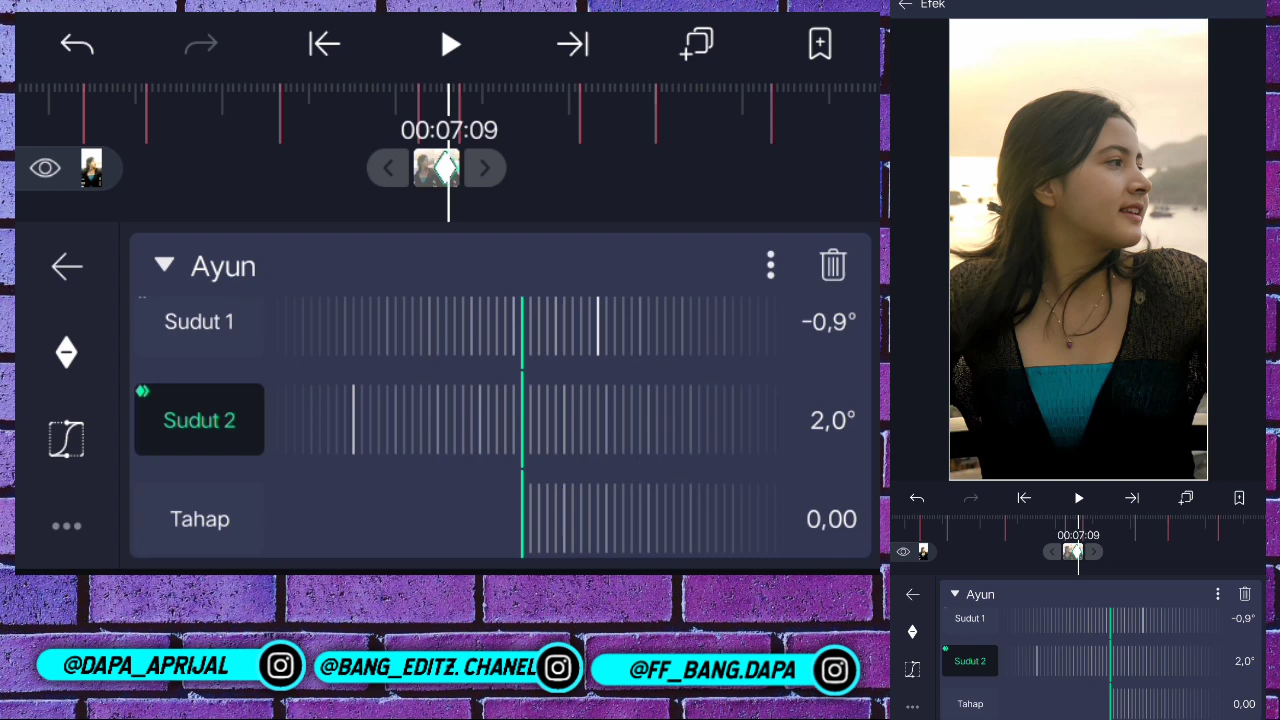 00:07:09
Ayun
Sudut 1
-0,9°
Sudut 2
2,0°
Tahap
0,00
@DAPA_APRIJAL
@BANG_EDITZ.CHANEL
@FF_BANG.DAPA
Efek
00:07:09
Ayun
Sudut 1
-0,9°
Sudut 2
2,0°
Tahap
0,00